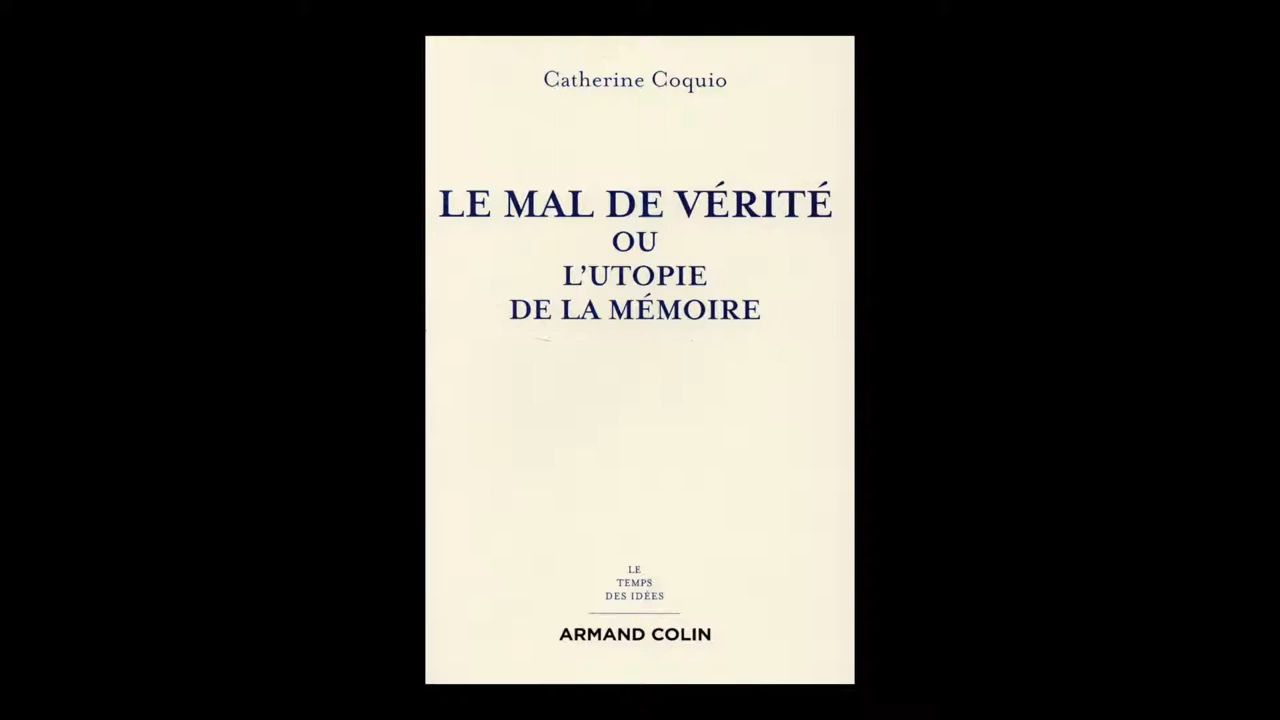 Catherine Coquio
LE MAL DE VÉRITÉ
OU
L'UTOPIE
DE LA MÉMOIRE
LE
TEMPS
DES IDÉES
ARMAND COLIN